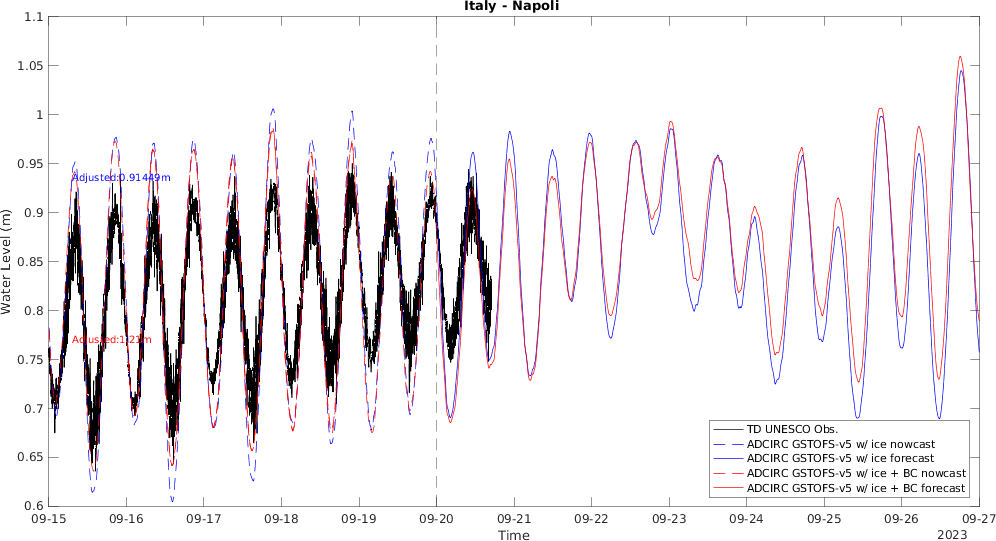 Italy - Napoli
1.1
1.05
1
0.95
0.9
0.85
0.8
0.75
0.7
0.65
0.6
Water Level (m)
Adjusted:0.91449m
Adjusted:1.21m
TD UNESCO Obs.
ADCIRC GSTOFS-v5 w/ ice nowcast
ADCIRC GSTOFS-v5 w/ ice forecast
ADCIRC GSTOFS-v5 w/ ice + BC nowcast
ADCIRC GSTOFS-v5 w/ ice + BC forecast
09-15 09-16 09-17 09-18 09-19 09-20 09-21 09-22 09-23 09-24 09-25 09-26 09-27
Time
2023